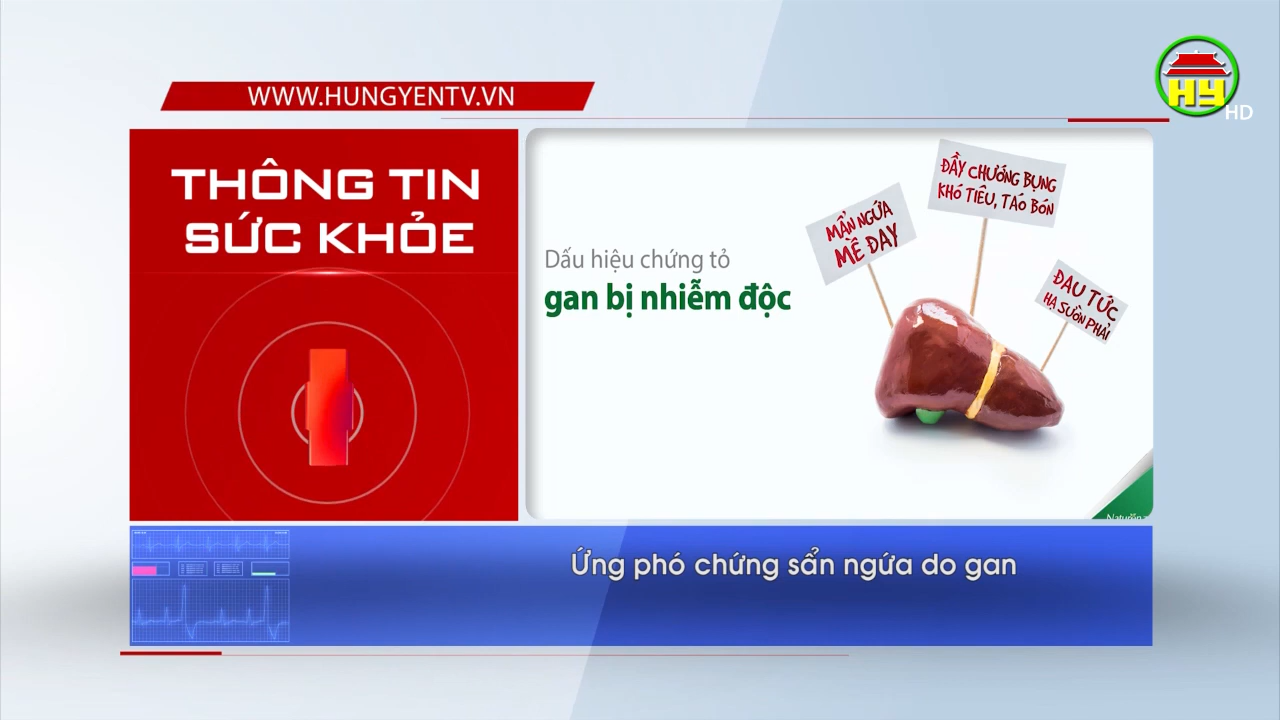 WWW.HUNGYENTV.VN
HY
HD
THÔNG TIN
SỨC KHỎE
Dấu hiệu chứng tỏ
gan bị nhiễm độc
MẨN NGỨA
MỀ ĐAY
ĐẦY CHƯỚNG BỤNG
KHÓ TIÊU, TÁO BÓN
ĐAU TỨC
HẠ SƯỜN PHẢI
Ứng phó chứng sẩn ngứa do gan